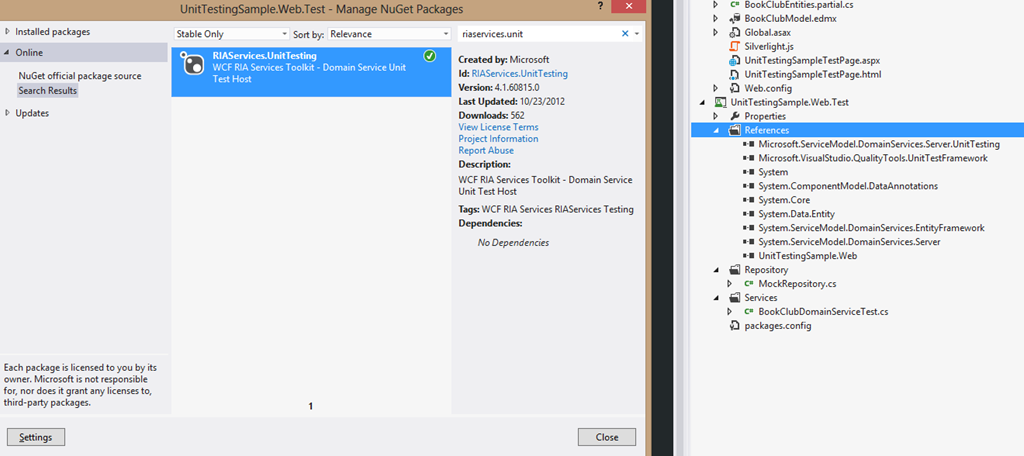 UnitTestingSample.Web.Test - Manage NuGet Packages
?
Installed packages
Online
NuGet official package source
Search Results
Updates
Each package is licensed to you by its
owner. Microsoft is not responsible
for, nor does it grant any licenses to,
third-party packages.
Settings
Stable Only
Sort by: Relevance
riaservices.unit
RIAServices.UnitTesting
WCF RIA Services Toolkit - Domain Service Unit
Test Host
1
Created by: Microsoft
Id: RIAServices.UnitTesting
Version: 4.1.60815.0
Last Updated: 10/23/2012
Downloads: 562
View License Terms
Project Information
Report Abuse
Description:
WCF RIA Services Toolkit - Domain Service
Unit Test Host
Tags: WCF RIA Services RIAServices Testing
Dependencies:
No Dependencies
Close
C# BookClubEntities.partial.cs
BookClubModel.edmx
Global.asax
Silverlight.js
UnitTestingSampleTestPage.aspx
UnitTestingSampleTestPage.html
Web.config
UnitTestingSample.Web.Test
Properties
References
Microsoft.ServiceModel.DomainServices.Server.UnitTesting
Microsoft.VisualStudio.QualityTools.UnitTestFramework
System
System.ComponentModel.DataAnnotations
System.Core
System.Data.Entity
System.ServiceModel.DomainServices.EntityFramework
System.ServiceModel.DomainServices.Server
UnitTestingSample.Web
Repository
C# MockRepository.cs
Services
C# BookClubDomainServiceTest.cs
packages.config